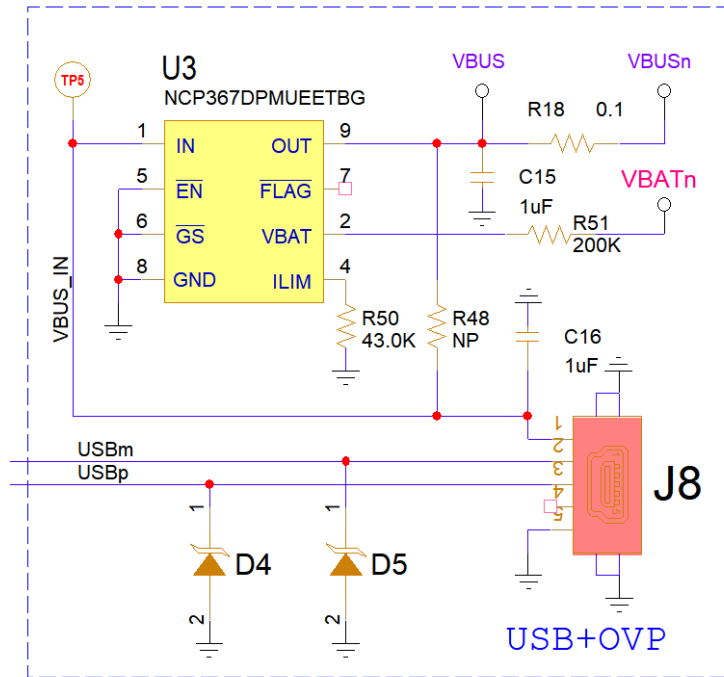 VBUS
VBUSn
TP5
U3
NCP367DPMUEETBG
R18 0.1
1 IN OUT 9
5 EN FLAG 7
C15
1uF
VBATn
6 GS VBAT 2
R51
200K
8 GND ILIM 4
VBUS_IN
R50
43.0K
R48
NP
C16
1uF
1
2
3
4
5
USBm
USBp
J8
1
D4
2
1
D5
2
USB+OVP